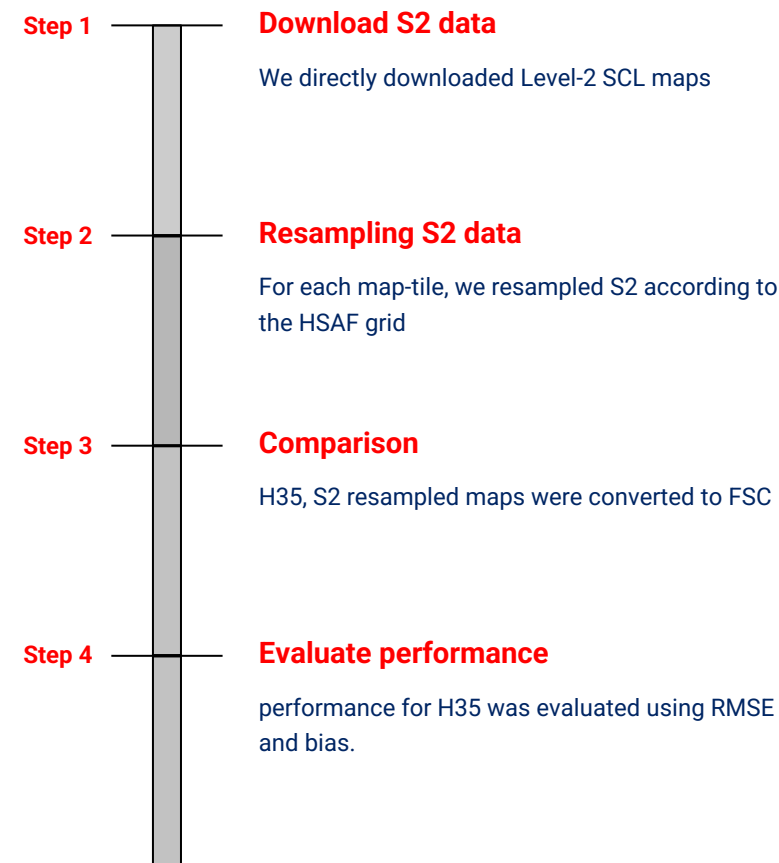 Step 1
Download S2 data
We directly downloaded Level-2 SCL maps
Step 2
Resampling S2 data
For each map-tile, we resampled S2 according to
the HSAF grid
Step 3
Comparison
H35, S2 resampled maps were converted to FSC
Step 4
Evaluate performance
performance for H35 was evaluated using RMSE
and bias.